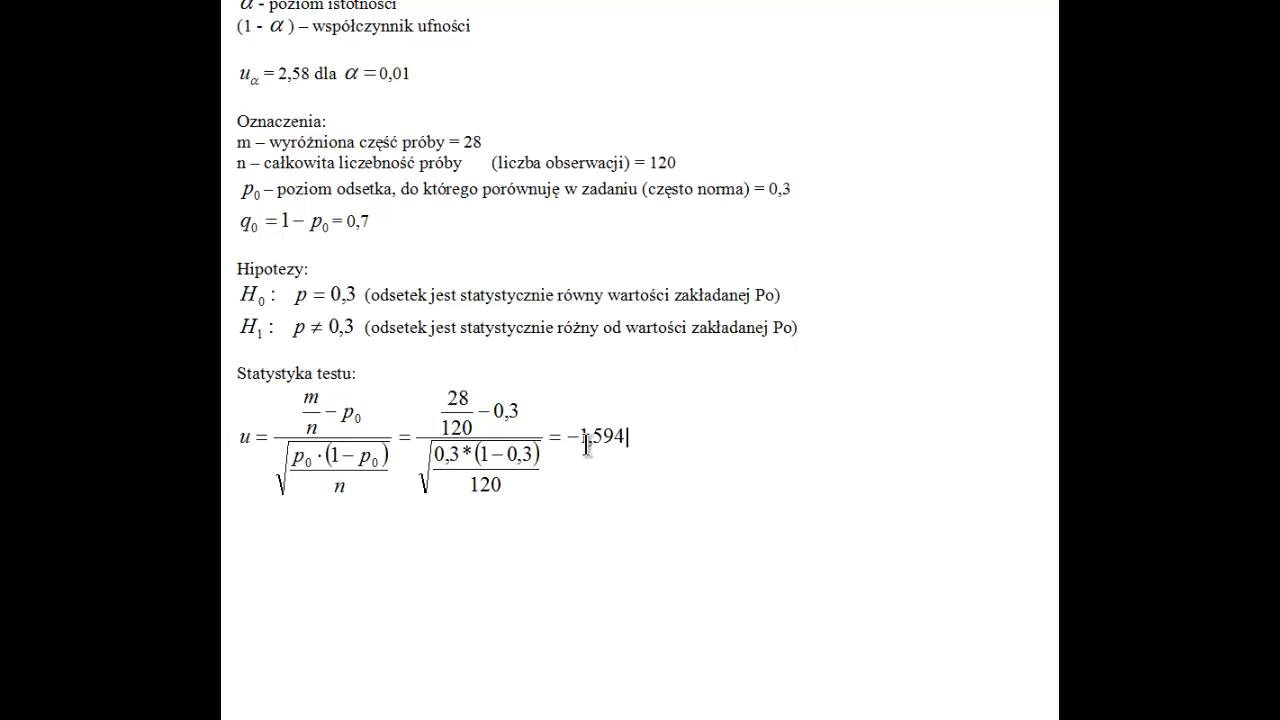 α - poziom istotności
(1 - α ) – współczynnik ufności
u_α = 2,58 dla α = 0,01
Oznaczenia:
m – wyróżniona część próby = 28
n – całkowita liczebność próby (liczba obserwacji) = 120
p₀ – poziom odsetka, do którego porównuję w zadaniu (często norma) = 0,3
q₀ = 1 − p₀ = 0,7
Hipotezy:
H₀ : p = 0,3 (odsetek jest statystycznie równy wartości zakładanej Po)
H₁ : p ≠ 0,3 (odsetek jest statystycznie różny od wartości zakładanej Po)
Statystyka testu:
u = (m/n − p₀) / √(p₀ · (1 − p₀) / n) = (28/120 − 0,3) / √(0,3 * (1 − 0,3) / 120) = −1,594